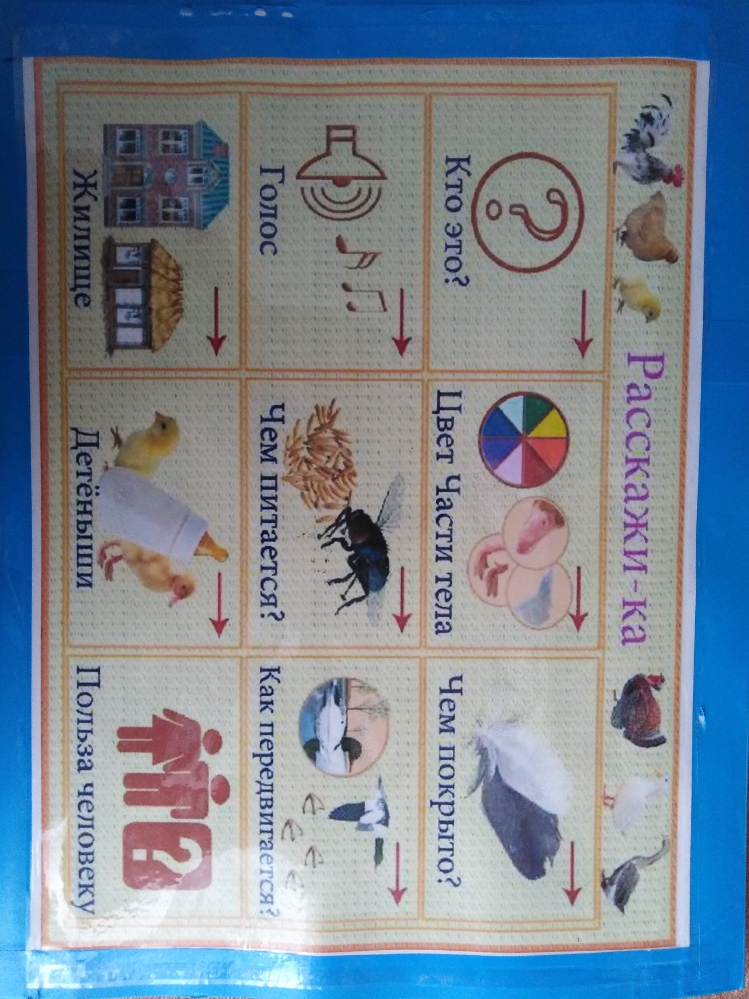 Расскажи-ка
Кто это?
Цвет Части тела
Чем покрыто?
Голос
Чем питается?
Как передвигается?
Жилище
Детёныши
Польза человеку